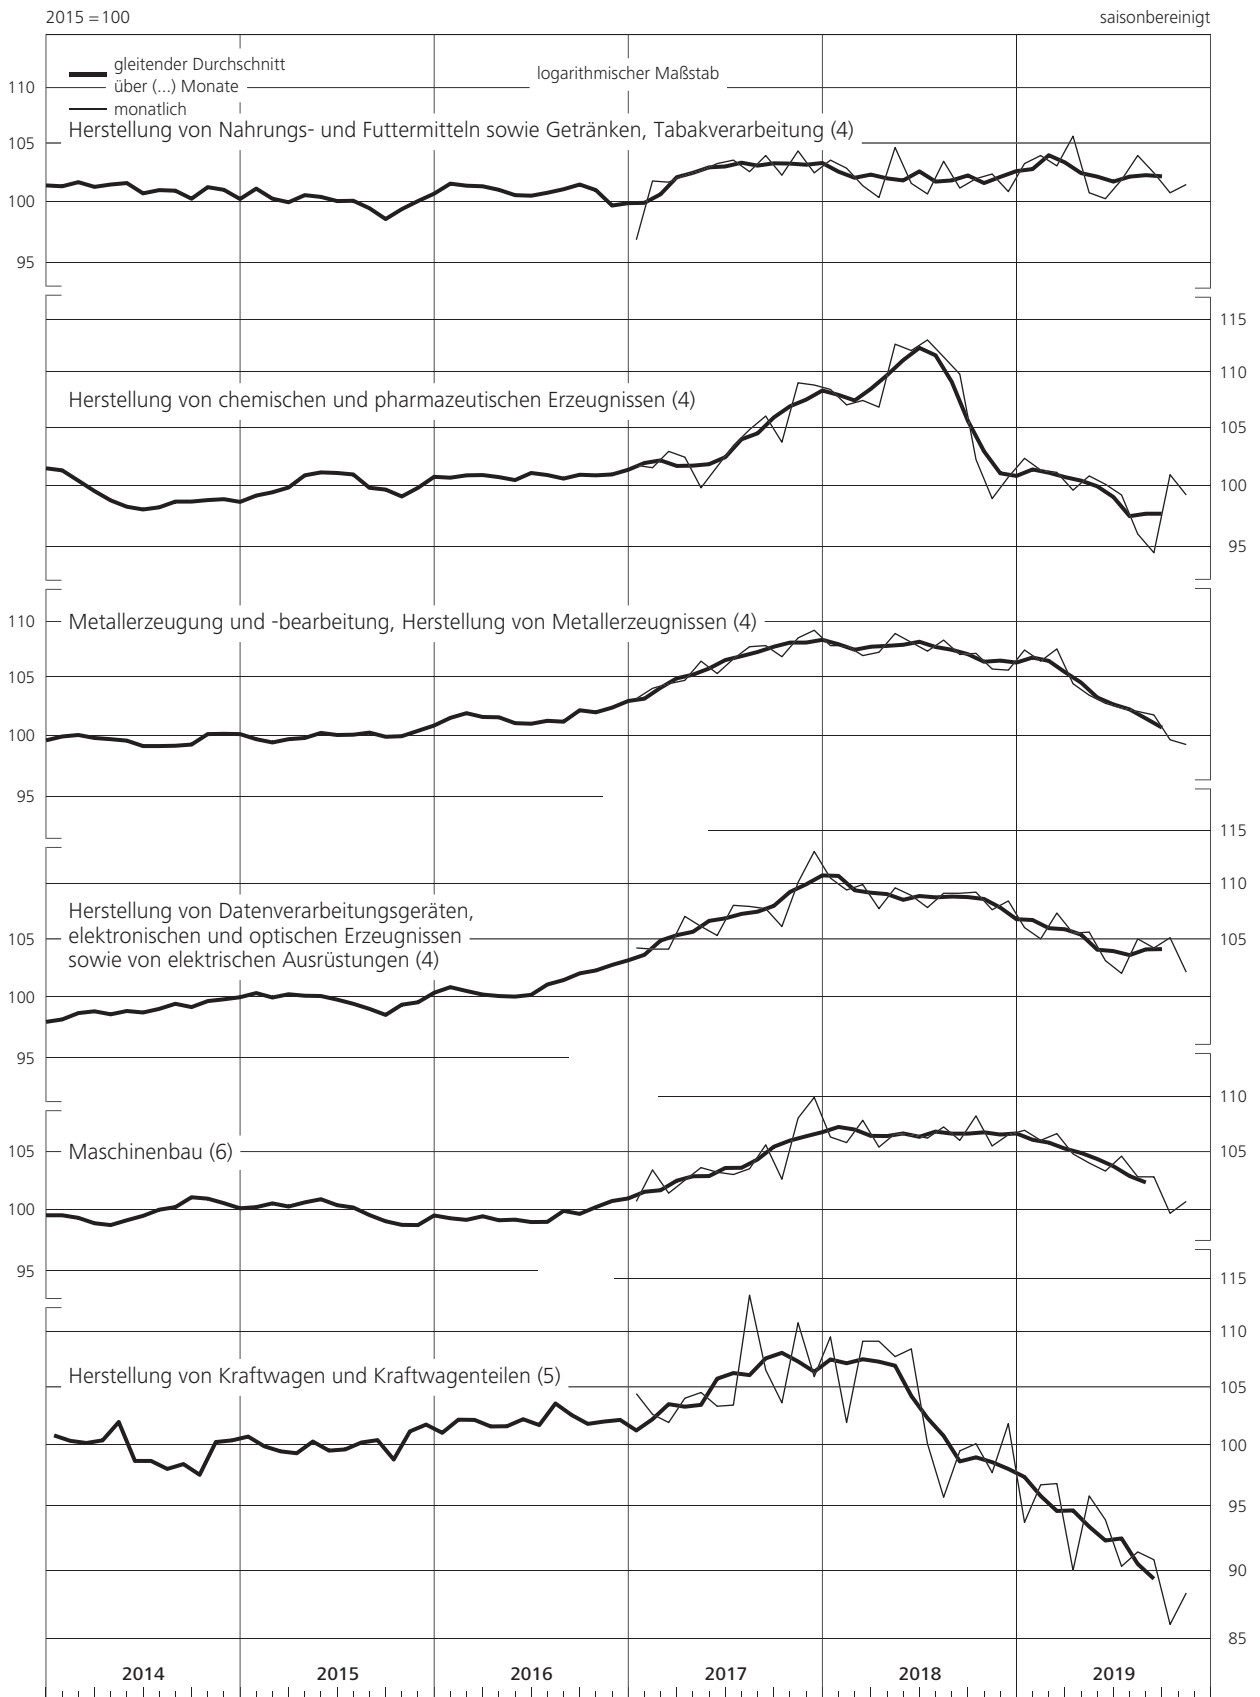 2015 = 100
saisonbereinigt
gleitender Durchschnitt
über (...) Monate
monatlich
logarithmischer Maßstab
110
Herstellung von Nahrungs- und Futtermitteln sowie Getränken, Tabakverarbeitung (4)
105
100
95
115
110
Herstellung von chemischen und pharmazeutischen Erzeugnissen (4)
105
100
95
110
Metallerzeugung und -bearbeitung, Herstellung von Metallerzeugnissen (4)
105
100
95
115
110
Herstellung von Datenverarbeitungsgeräten,
elektronischen und optischen Erzeugnissen
sowie von elektrischen Ausrüstungen (4)
105
105
100
95
110
Maschinenbau (6)
105
105
100
95
115
110
Herstellung von Kraftwagen und Kraftwagenteilen (5)
105
100
95
90
85
2014 2015 2016 2017 2018 2019